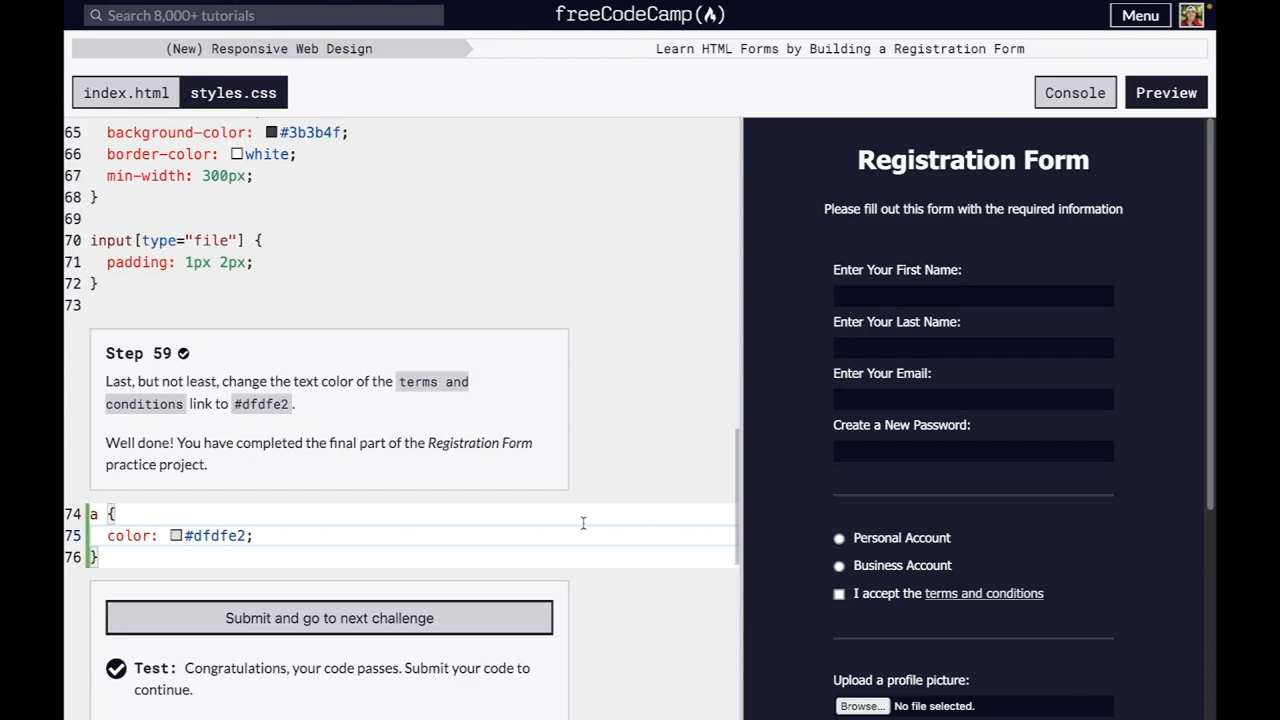 Search 8,000+ tutorials
freeCodeCamp
Menu
(New) Responsive Web Design
Learn HTML Forms by Building a Registration Form
index.html
styles.css
Console
Preview
65 background-color: #3b3b4f;
66 border-color: white;
67 min-width: 300px;
68 }
69
70 input[type="file"] {
71 padding: 1px 2px;
72 }
73
Step 59
Last, but not least, change the text color of the terms and
conditions link to #dfdfe2.
Well done! You have completed the final part of the Registration Form
practice project.
74 a {
75 color: #dfdfe2;
76 }
Submit and go to next challenge
Test: Congratulations, your code passes. Submit your code to
continue.
Registration Form
Please fill out this form with the required information
Enter Your First Name:
Enter Your Last Name:
Enter Your Email:
Create a New Password:
Personal Account
Business Account
I accept the terms and conditions
Upload a profile picture:
Browse... No file selected.